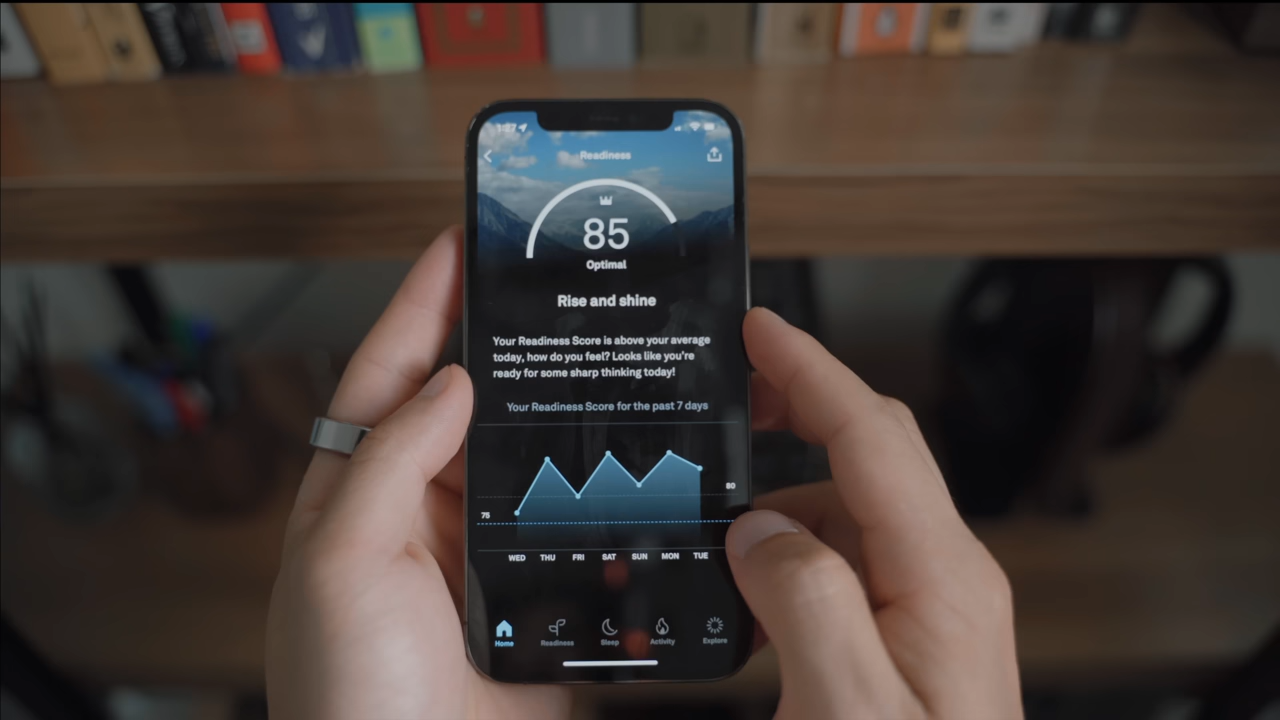 1:27
Readiness
85
Optimal
Rise and shine
Your Readiness Score is above your average
today, how do you feel? Looks like you're
ready for some sharp thinking today!
Your Readiness Score for the past 7 days
80
75
WED THU FRI SAT SUN MON TUE
Home Readiness Sleep Activity Explore